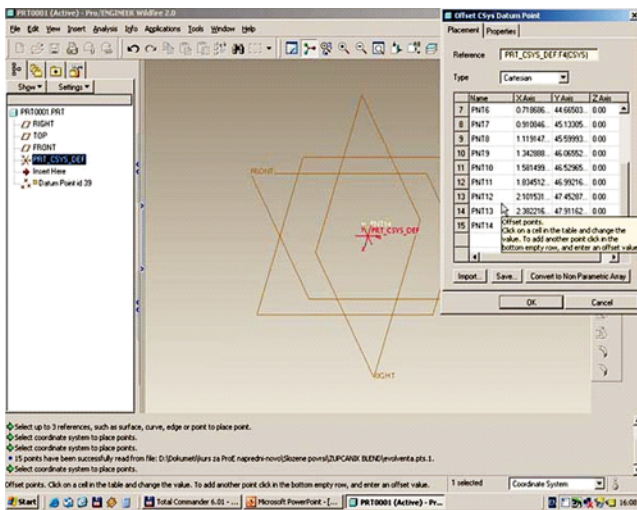 PRT0001 (Active) - Pro/ENGINEER Wildfire 2.0
File Edit View Insert Analysis Info Applications Tools Window Help
Show Settings
PRT0001.PRT
RIGHT
TOP
FRONT
PRT_CSYS_DEF
Insert Here
Datum Point id 39
FRONT
PNT14
PRT_CSYS_DEF
RIGHT
Offset CSys Datum Point
Placement Properties
Reference PRT_CSYS_DEF:F4(CSYS)
Type Cartesian
Name X Axis Y Axis Z Axis
7 PNT6 0.718686... 44.66503... 0.00
8 PNT7 0.910846... 45.13305... 0.00
9 PNT8 1.119147... 45.59993... 0.00
10 PNT9 1.342888... 46.06552... 0.00
11 PNT10 1.581499... 46.52965... 0.00
12 PNT11 1.834512... 46.99216... 0.00
13 PNT12 2.101531... 47.45287... 0.00
14 PNT13 2.382216... 47.91162... 0.00
15 PNT14
Offset points.
Click on a cell in the table and change the
value. To add another point click in the
bottom empty row, and enter an offset value
Import... Save... Convert to Non Parametric Array
OK Cancel
Select up to 3 references, such as surface, curve, edge or point to place point.
Select coordinate system to place points.
Select coordinate system to place points.
15 points have been successfully read from file: D:\Dokumeti\kurs za ProE napredni-novo\Slozene povrsi\ZUPCANIK BLEND\evolventa.pts.1.
Select coordinate system to place points.
Offset points. Click on a cell in the table and change the value. To add another point click in the bottom empty row, and enter an offset value.
1 selected Coordinate System
Start Total Commander 6.01 - ... Microsoft PowerPoint - [... PRT0001 (Active) - Pr... 16:08